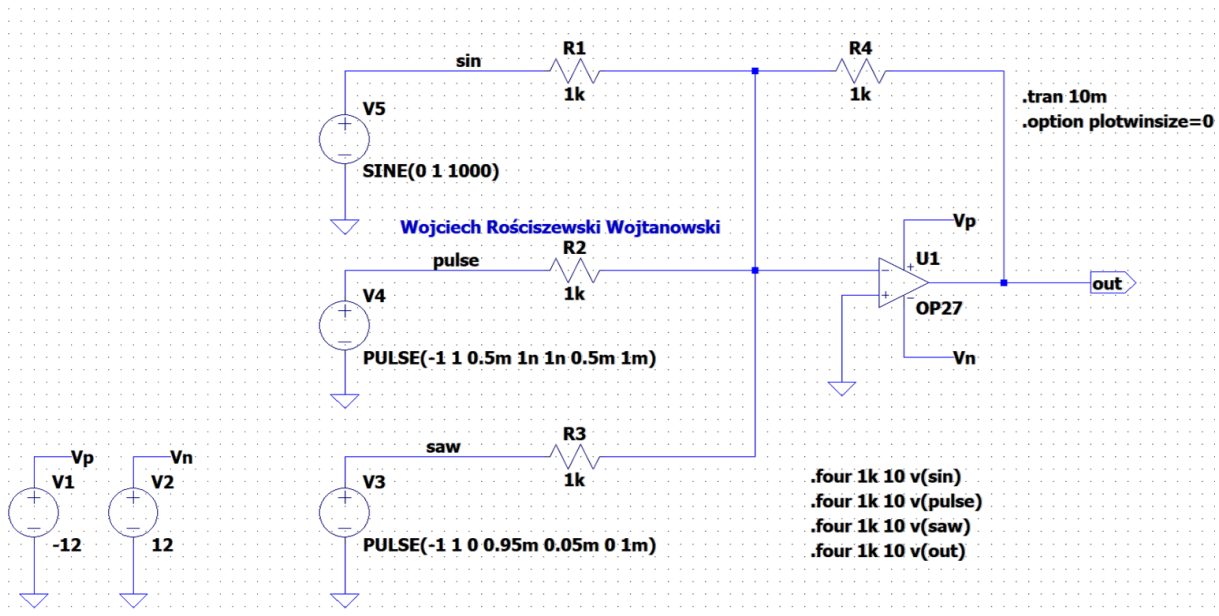 sin
R1
1k
R4
1k
.tran 10m
.option plotwinsize=0
V5
SINE(0 1 1000)
Wojciech Rościszewski Wojtanowski
pulse
R2
1k
Vp
U1
OP27
Vn
out
V4
PULSE(-1 1 0.5m 1n 1n 0.5m 1m)
saw
R3
1k
Vp
V1
-12
Vn
V2
12
V3
PULSE(-1 1 0 0.95m 0.05m 0 1m)
.four 1k 10 v(sin)
.four 1k 10 v(pulse)
.four 1k 10 v(saw)
.four 1k 10 v(out)